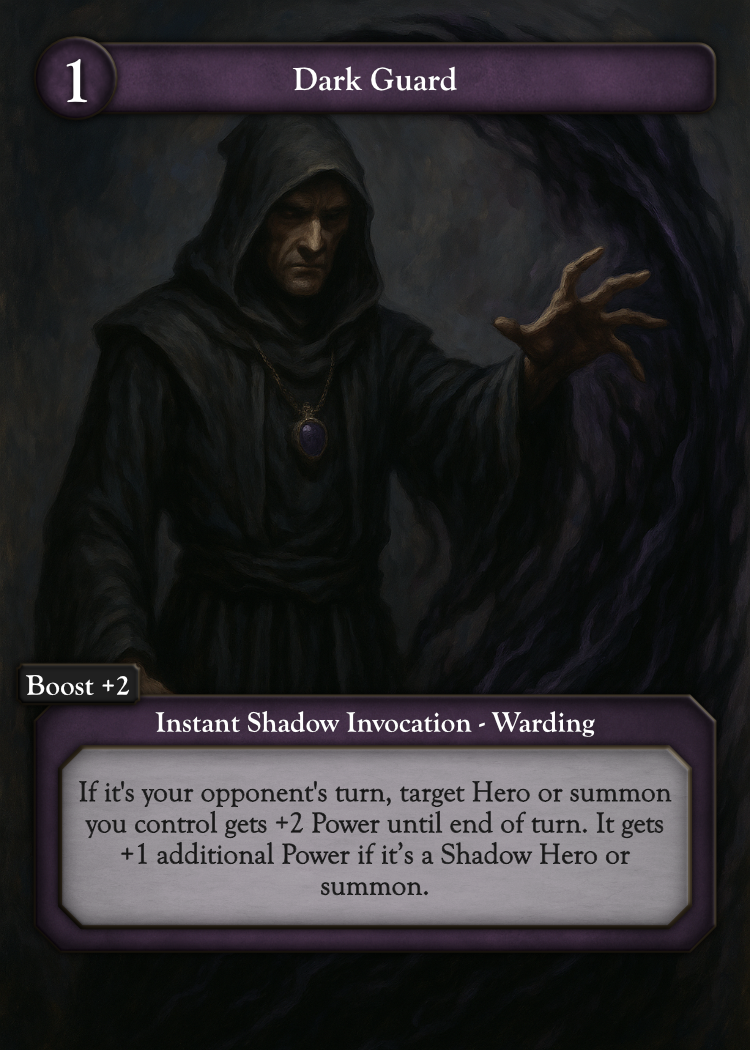 1
Dark Guard
Boost +2
Instant Shadow Invocation - Warding
If it's your opponent's turn, target Hero or summon
you control gets +2 Power until end of turn. It gets
+1 additional Power if it’s a Shadow Hero or
summon.